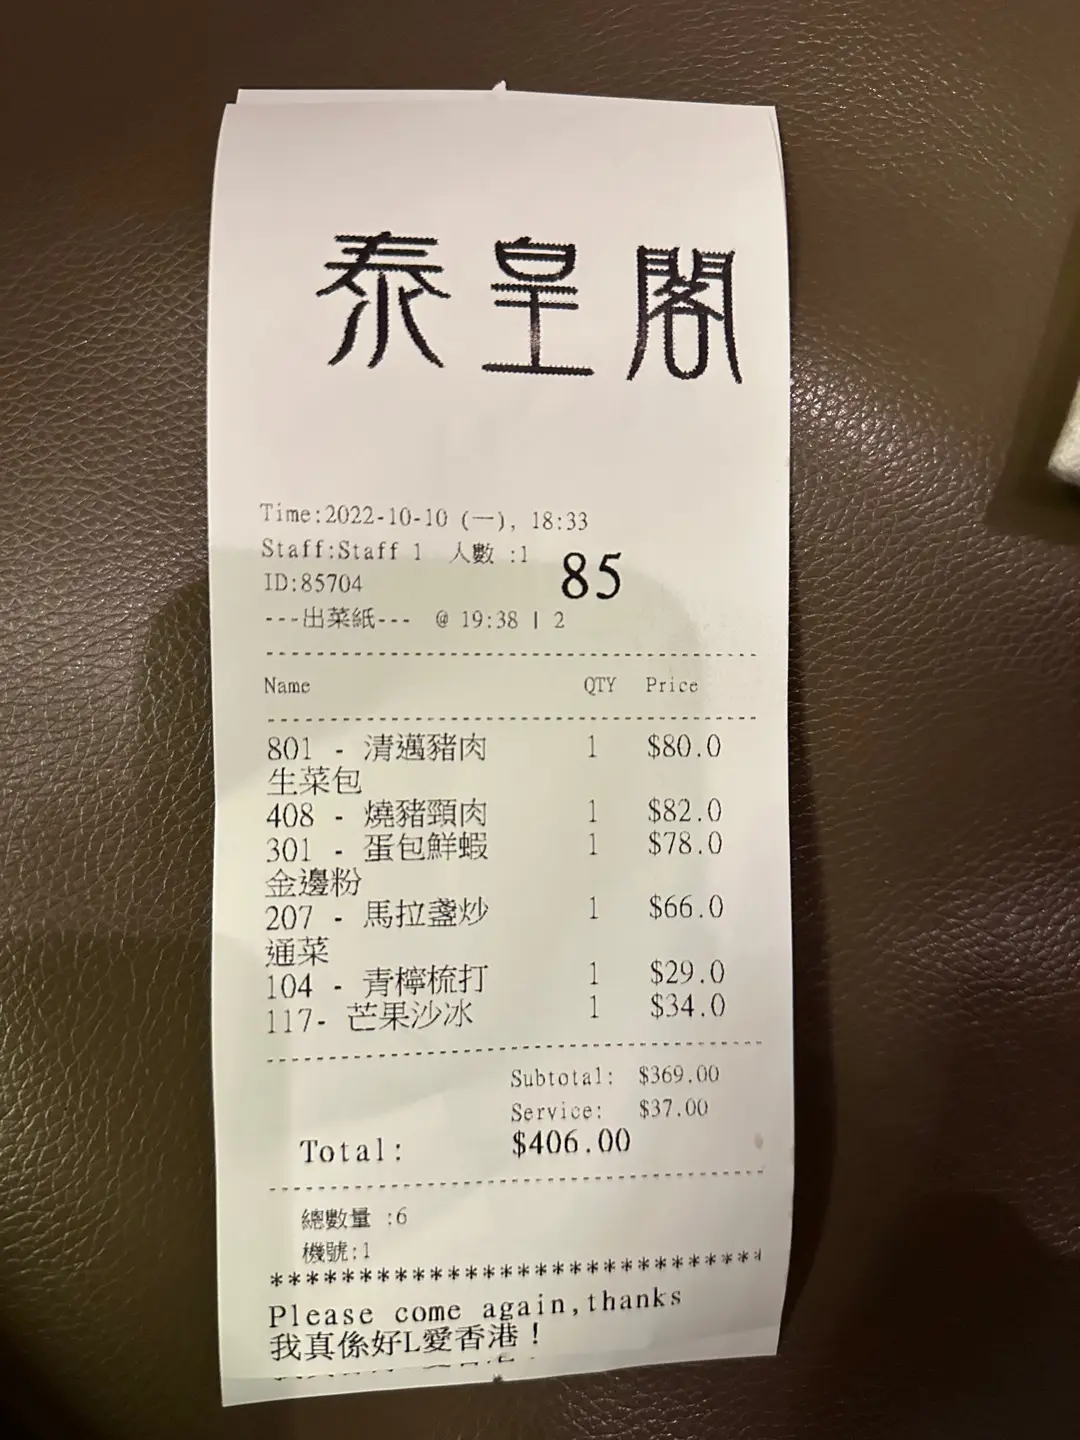 泰皇閣
Time:2022-10-10 (一), 18:33
Staff:Staff 1 人數 :1
85
ID:85704
---出菜紙--- @ 19:38 | 2
Name QTY Price
801 - 清邁豬肉 1 $80.0
生菜包
408 - 燒豬頸肉 1 $82.0
301 - 蛋包鮮蝦 1 $78.0
金邊粉
207 - 馬拉盞炒 1 $66.0
通菜
104 - 青檸梳打 1 $29.0
117- 芒果沙冰 1 $34.0
Subtotal: $369.00
Service: $37.00
Total: $406.00
總數量 :6
機號:1
******************************
Please come again,thanks
我真係好L愛香港！